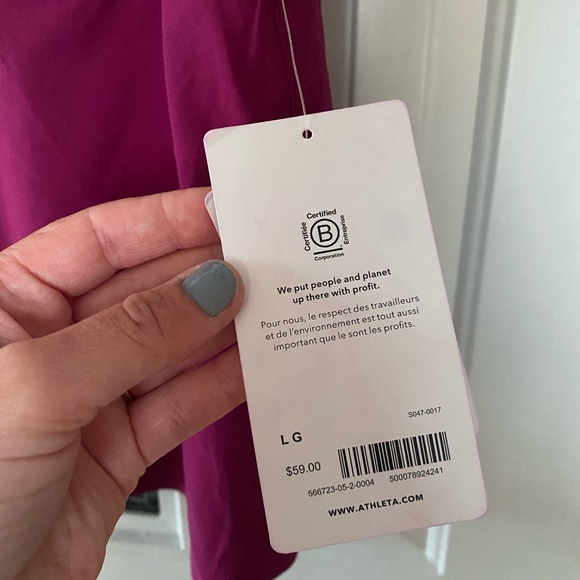 Certified
Certifiée
B
Entreprise
Corporation
We put people and planet
up there with profit.
Pour nous, le respect des travailleurs
et de l'environnement est tout aussi
important que le sont les profits.
S047-0017
LG
$59.00
566723-05-2-0004 500078924241
WWW.ATHLETA.COM